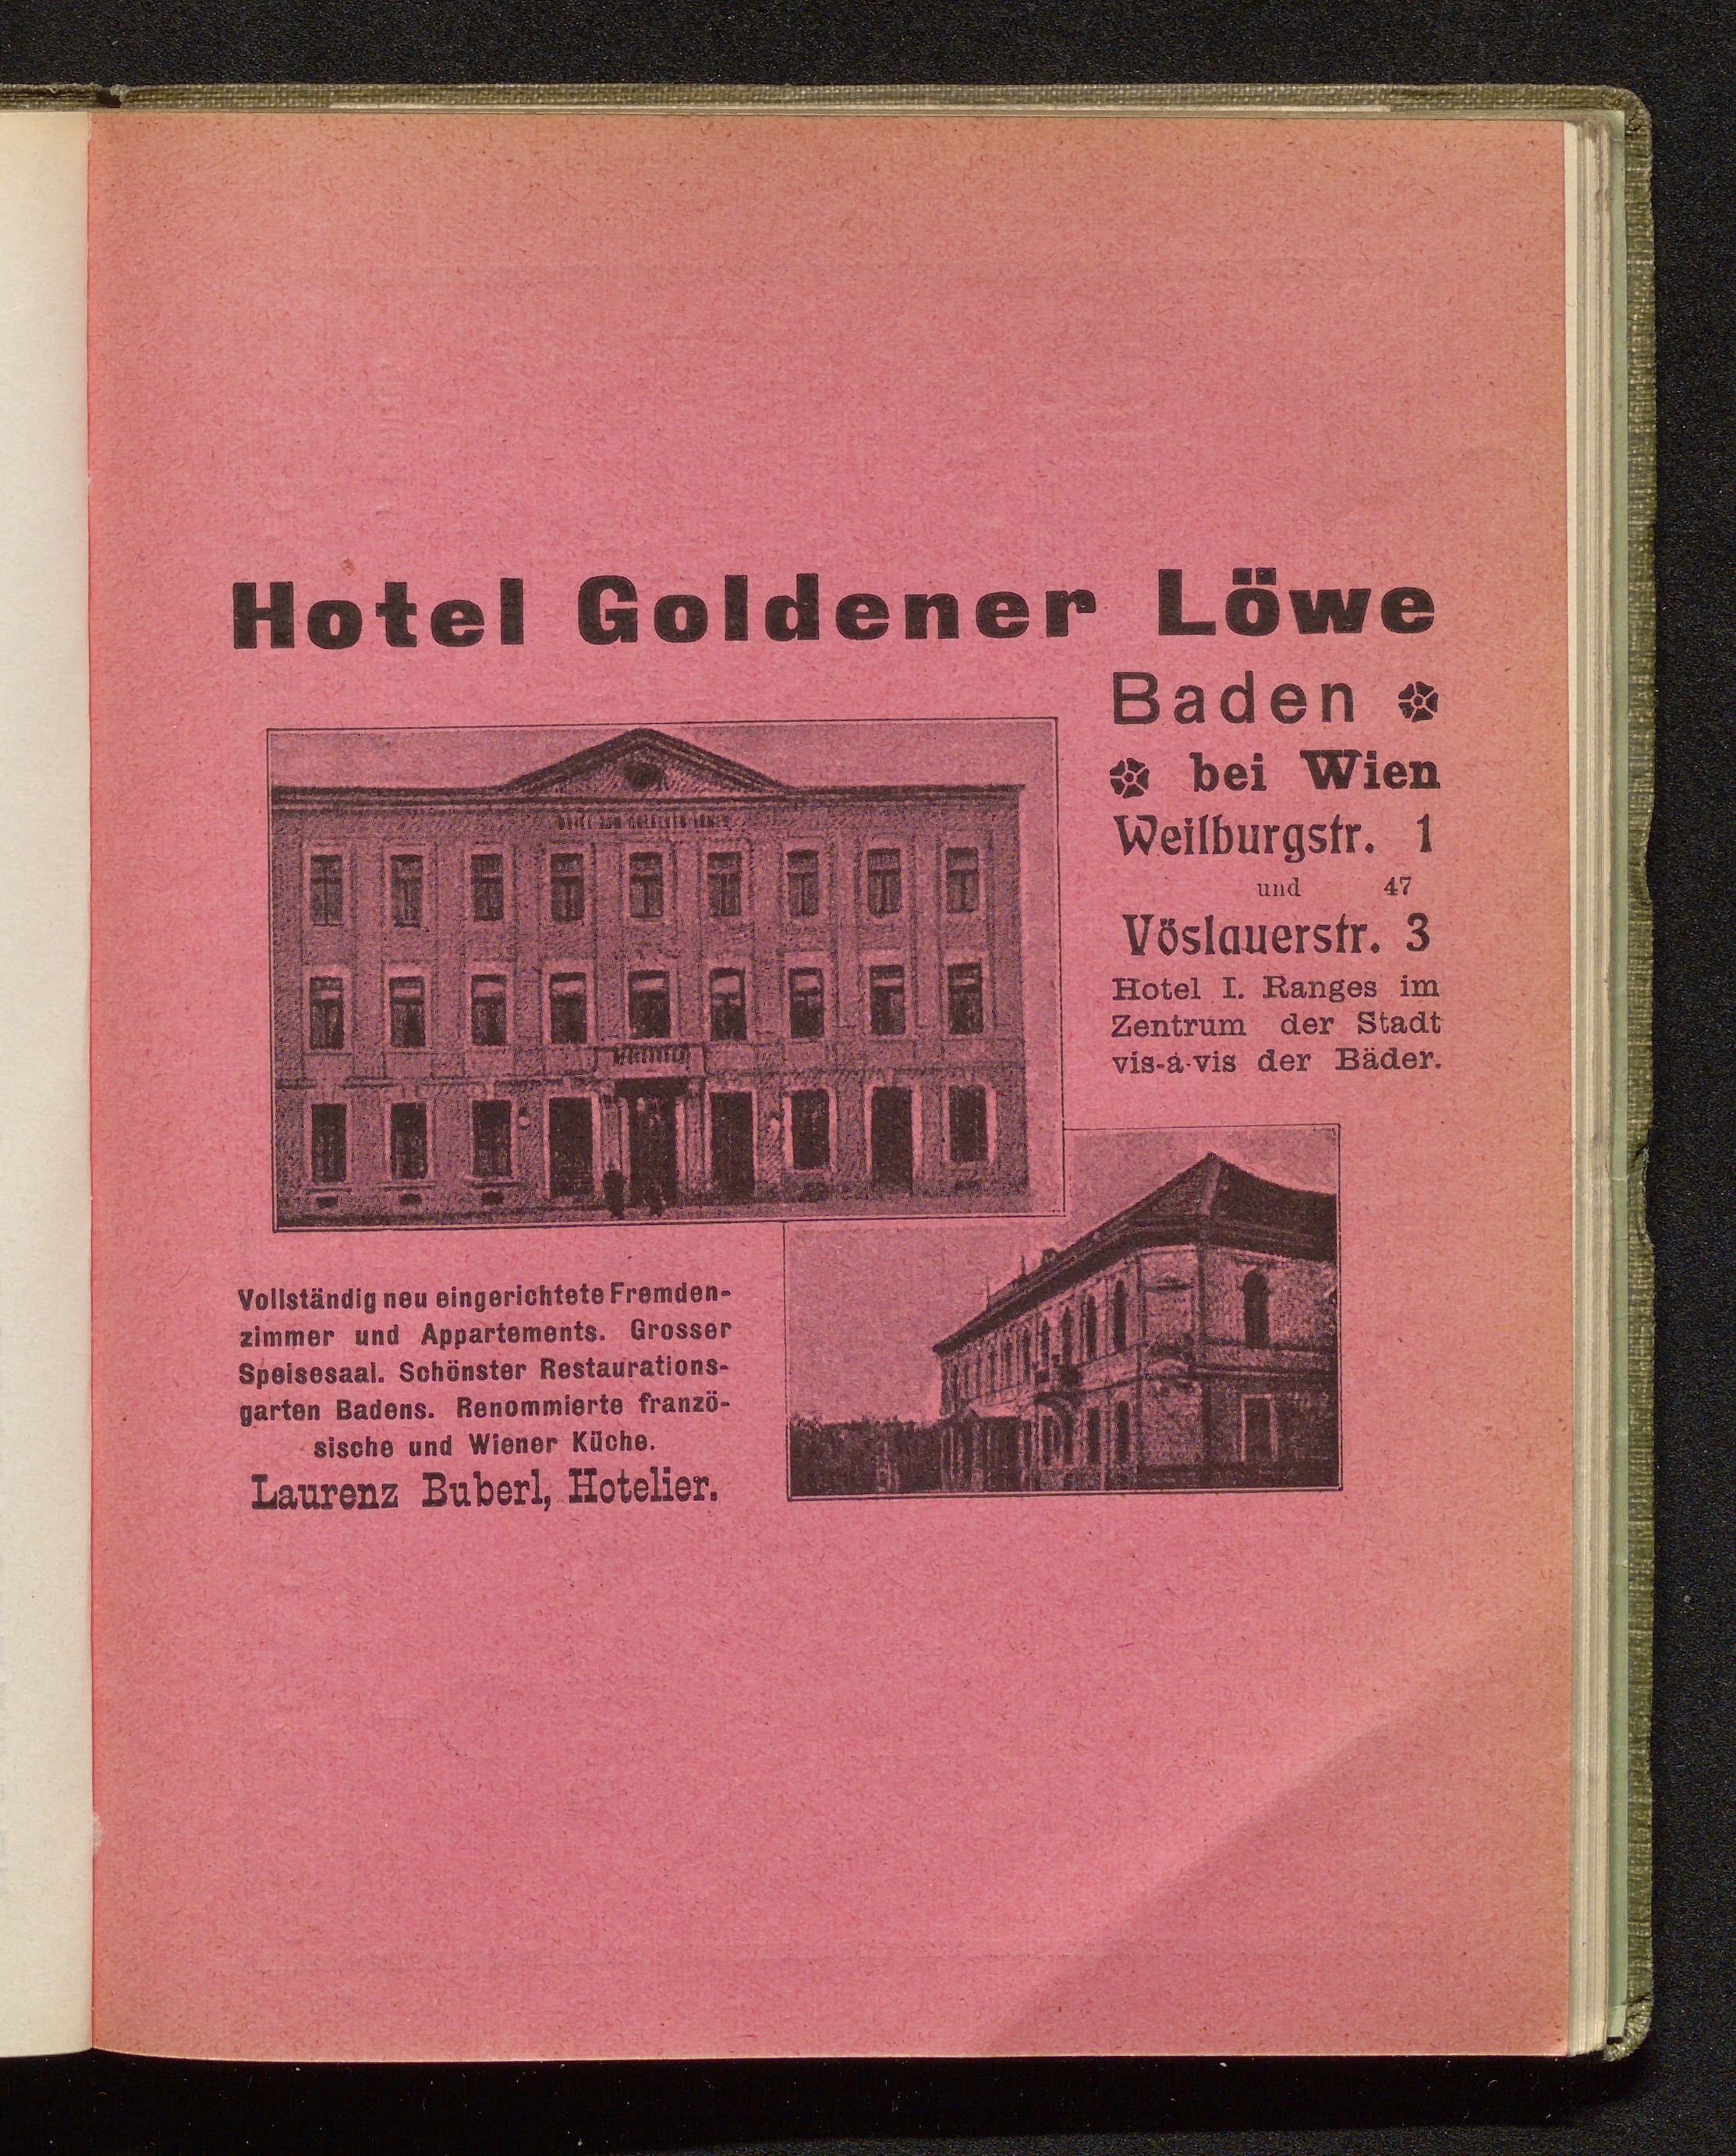 Hotel Goldener Löwe
Baden
bei Wien
Weilburgstr. 1
und 47
Vöslauerstr. 3
Hotel I. Ranges im
Zentrum der Stadt
vis-á-vis der Bäder.
Vollständig neu eingerichtete Fremden-
zimmer und Appartements. Grosser
Speisesaal. Schönster Restaurations-
garten Badens. Renommierte franzö-
sische und Wiener Küche.
Laurenz Buberl, Hotelier.